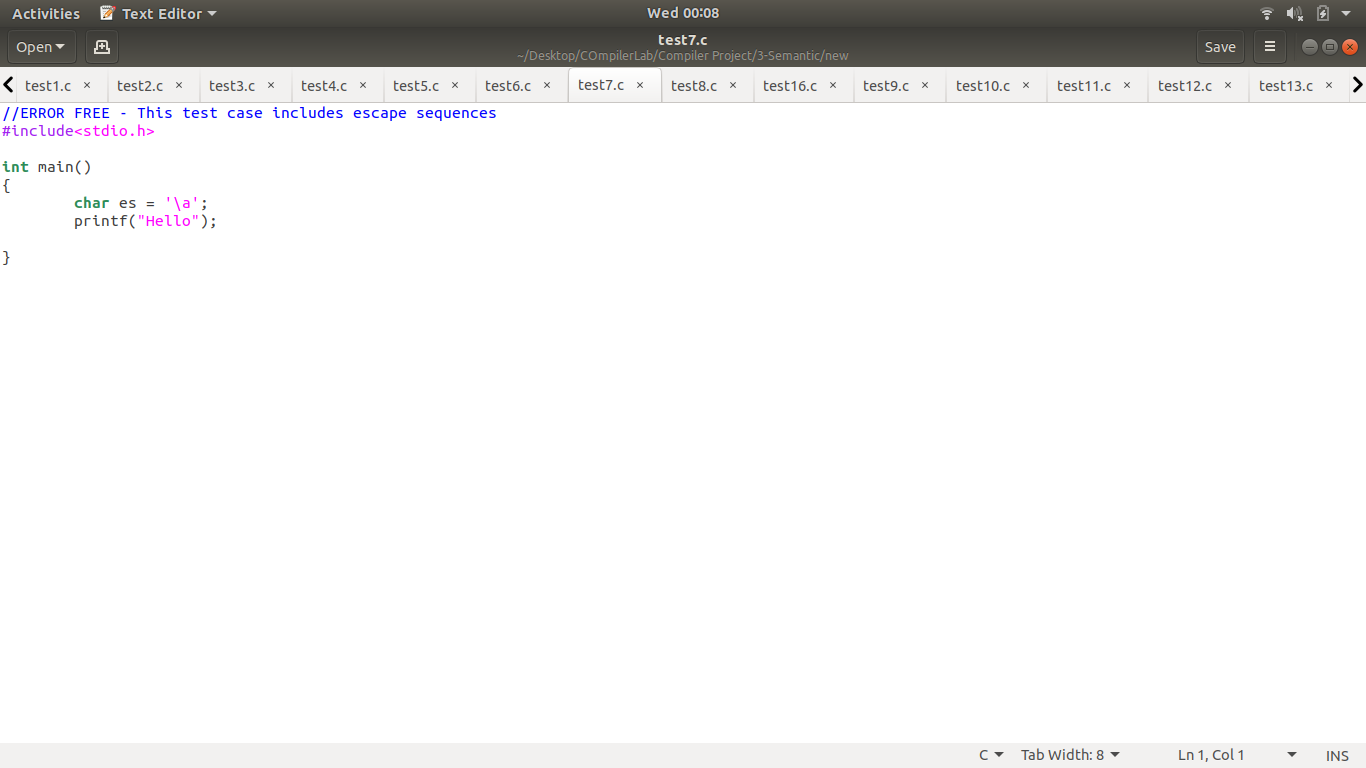 Activities Text Editor Wed 00:08
Open test7.c Save
~/Desktop/COmpilerLab/Compiler Project/3-Semantic/new
test1.c × test2.c × test3.c × test4.c × test5.c × test6.c × test7.c × test8.c × test16.c × test9.c × test10.c × test11.c × test12.c × test13.c ×
//ERROR FREE - This test case includes escape sequences
#include<stdio.h>
int main()
{
char es = '\a';
printf("Hello");
}
C Tab Width: 8 Ln 1, Col 1 INS